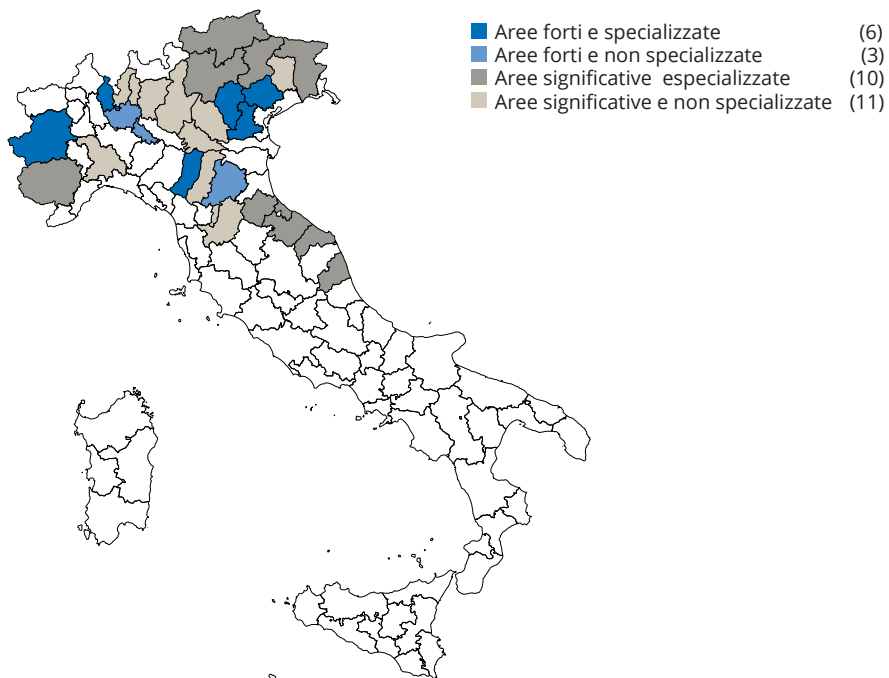 Aree forti e specializzate (6)
Aree forti e non specializzate (3)
Aree significative especializzate (10)
Aree significative e non specializzate (11)